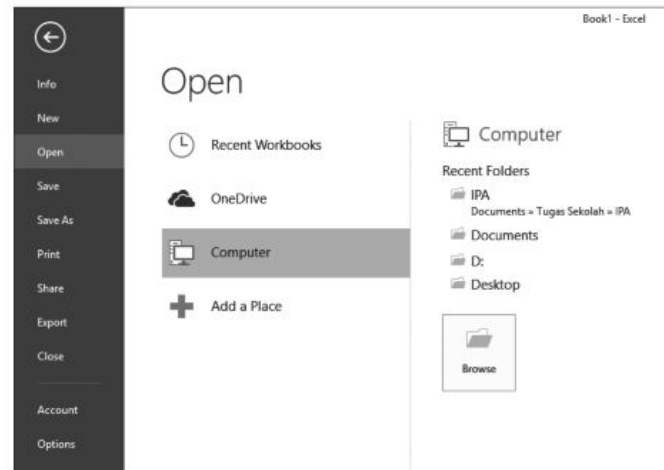 Book1 - Excel
Info
New
Open
Save
Save As
Print
Share
Export
Close
Account
Options
Open
Recent Workbooks
OneDrive
Computer
Add a Place
Computer
Recent Folders
IPA
Documents » Tugas Sekolah » IPA
Documents
D:
Desktop
Browse